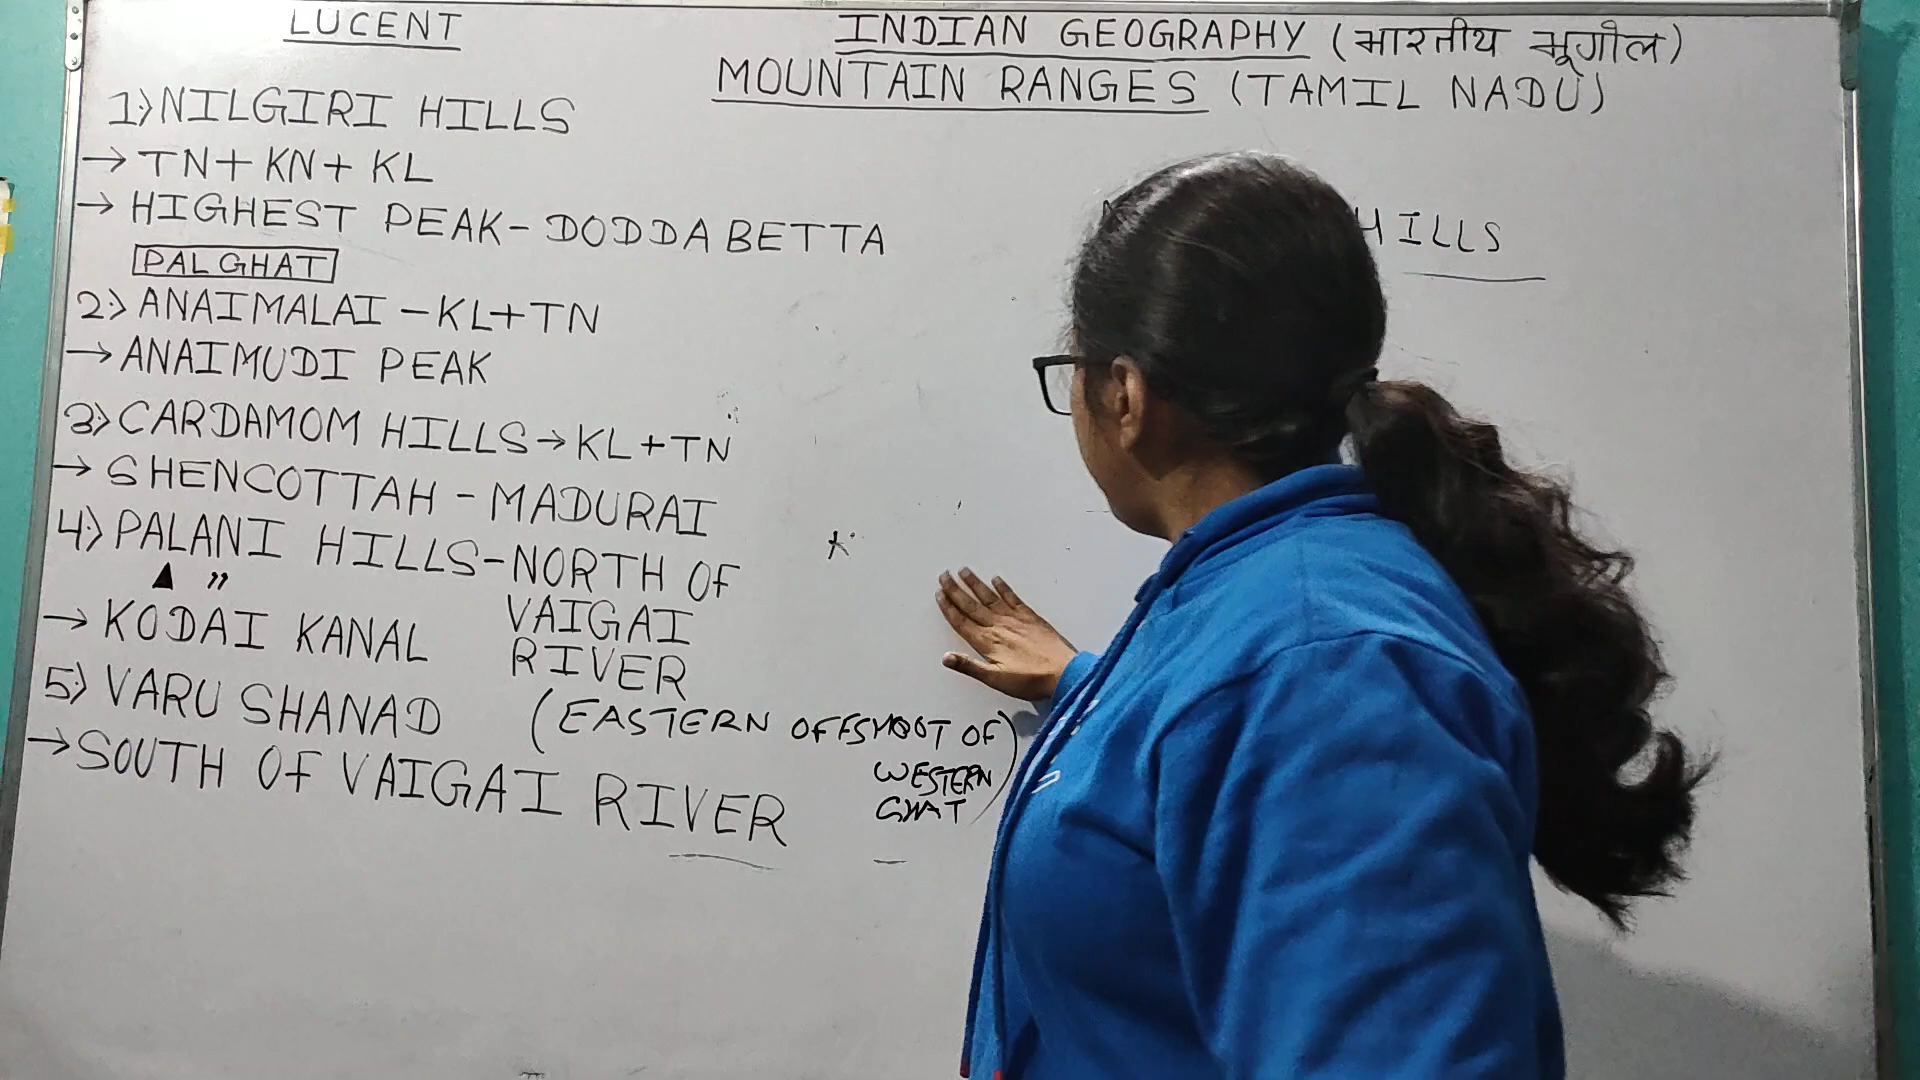 LUCENT
INDIAN GEOGRAPHY (भारतीय भूगोल)
MOUNTAIN RANGES (TAMIL NADU)
1) NILGIRI HILLS
→ TN + KN + KL
→ HIGHEST PEAK - DODDA BETTA
PALGHAT
2) ANAIMALAI - KL + TN
→ ANAIMUDI PEAK
3) CARDAMOM HILLS → KL + TN
→ SHENCOTTAH - MADURAI
4) PALANI HILLS - NORTH OF
VAIGAI
RIVER
→ KODAI KANAL
5) VARU SHANAD
(EASTERN OFFSHOOT OF
WESTERN
GHAT)
→ SOUTH OF VAIGAI RIVER
HILLS